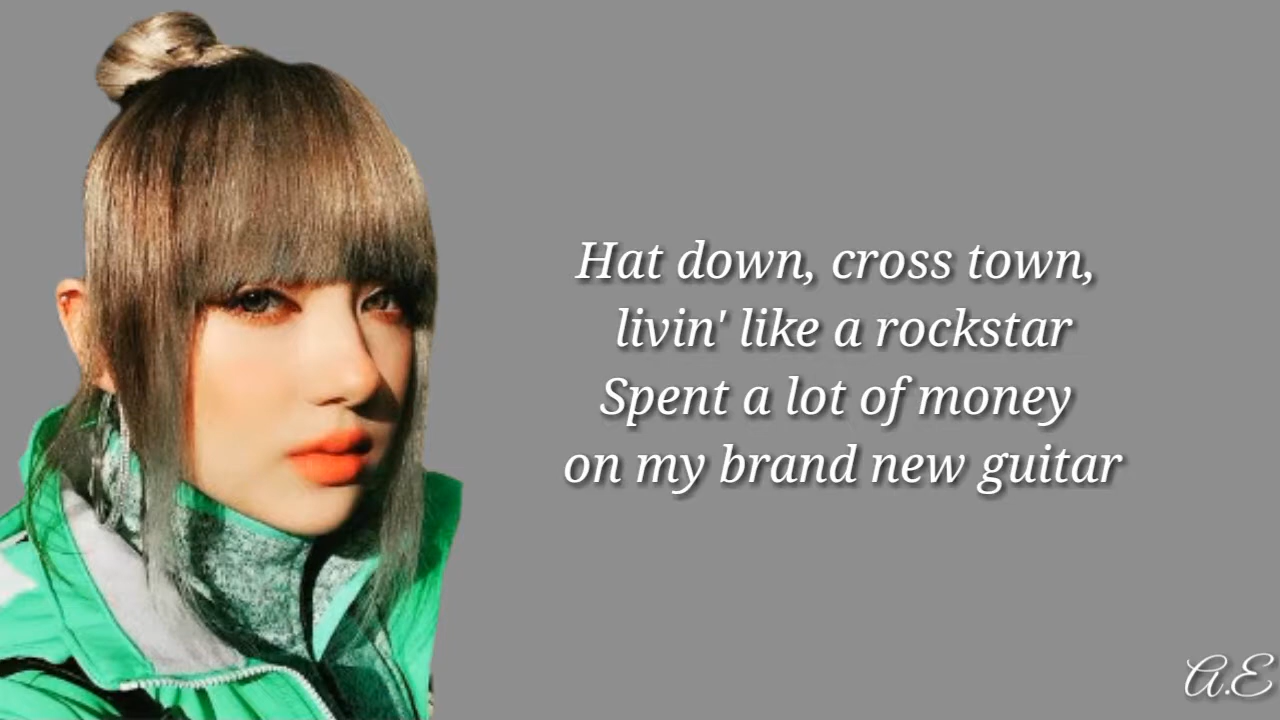 Hat down, cross town,
livin' like a rockstar
Spent a lot of money
on my brand new guitar
A.E